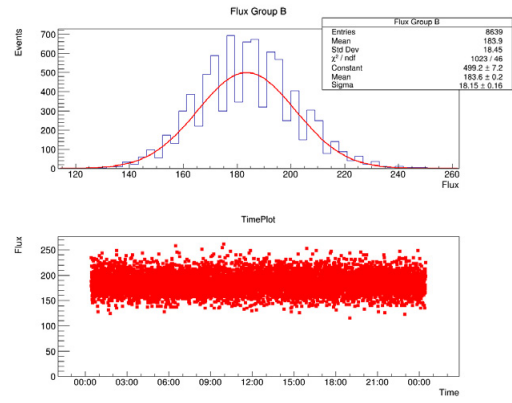 Flux Group B
Flux Group B
Entries 8639
Mean 183.9
Std Dev 18.45
χ² / ndf 1023 / 46
Constant 499.2 ± 7.2
Mean 183.6 ± 0.2
Sigma 18.15 ± 0.16
Events
700
600
500
400
300
200
100
0
120 140 160 180 200 220 240 260
Flux
TimePlot
Flux
250
200
150
100
50
0
00:00 03:00 06:00 09:00 12:00 15:00 18:00 21:00 00:00
Time